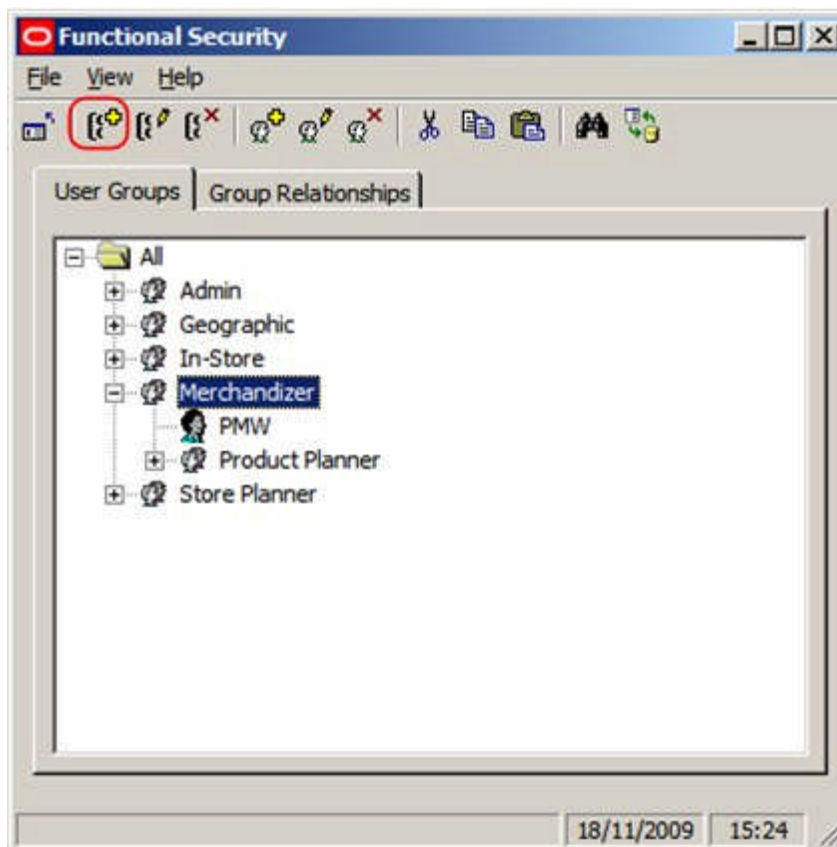 Functional Security
File View Help
User Groups Group Relationships
All
Admin
Geographic
In-Store
Merchandizer
PMW
Product Planner
Store Planner
18/11/2009 15:24